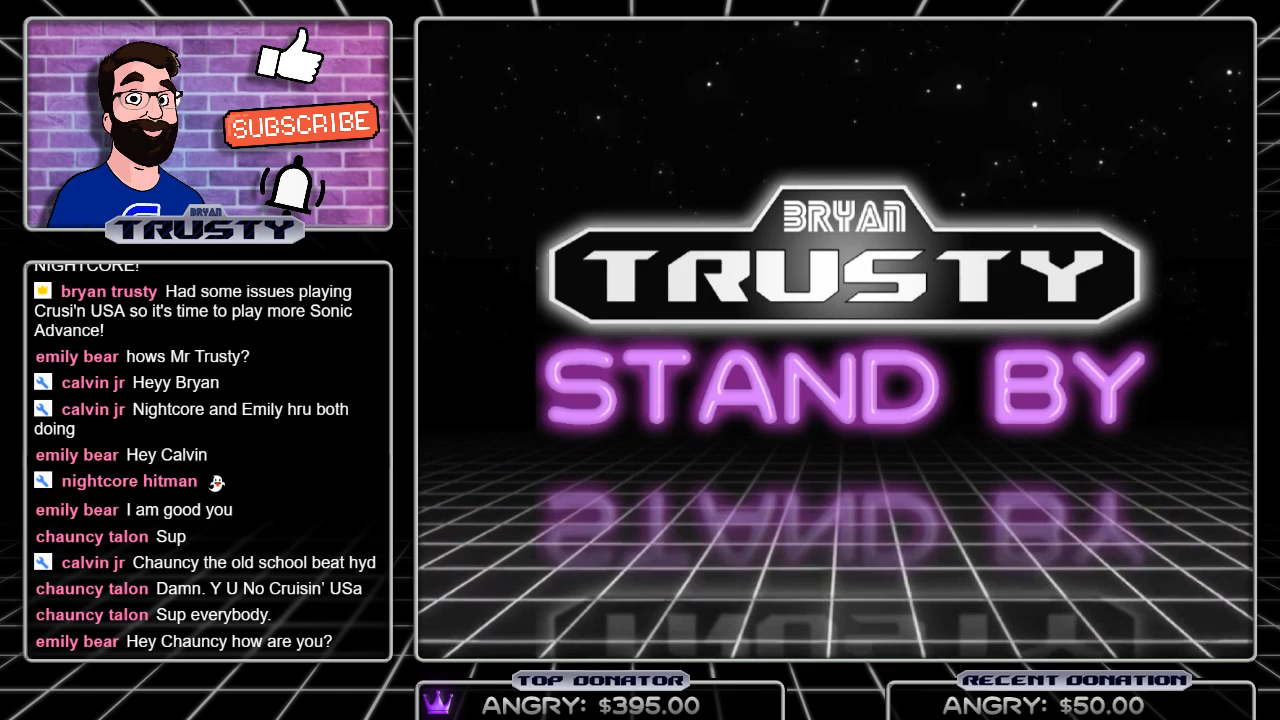 SUBSCRIBE
BRYAN
TRUSTY
NIGHTCORE!
bryan trusty Had some issues playing
Crusi'n USA so it's time to play more Sonic
Advance!
emily bear hows Mr Trusty?
calvin jr Heyy Bryan
calvin jr Nightcore and Emily hru both
doing
emily bear Hey Calvin
nightcore hitman
emily bear I am good you
chauncy talon Sup
calvin jr Chauncy the old school beat hyd
chauncy talon Damn. Y U No Cruisin' USa
chauncy talon Sup everybody.
emily bear Hey Chauncy how are you?
BRYAN
TRUSTY
STAND BY
TOP DONATOR
ANGRY: $395.00
RECENT DONATION
ANGRY: $50.00